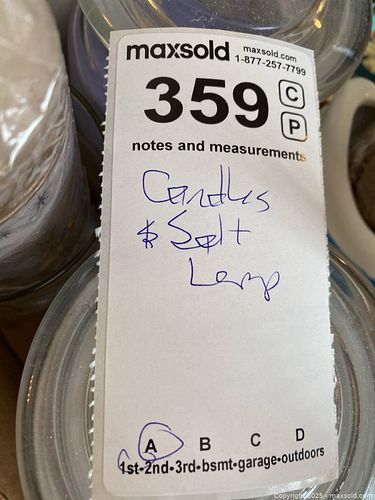 maxsold
maxsold.com
1-877-257-7799
359
C
P
notes and measurements
Candles
& Salt
Lamp
A B C D
1st•2nd•3rd•bsmt•garage•outdoors
Copyright 2025 - maxsold.com